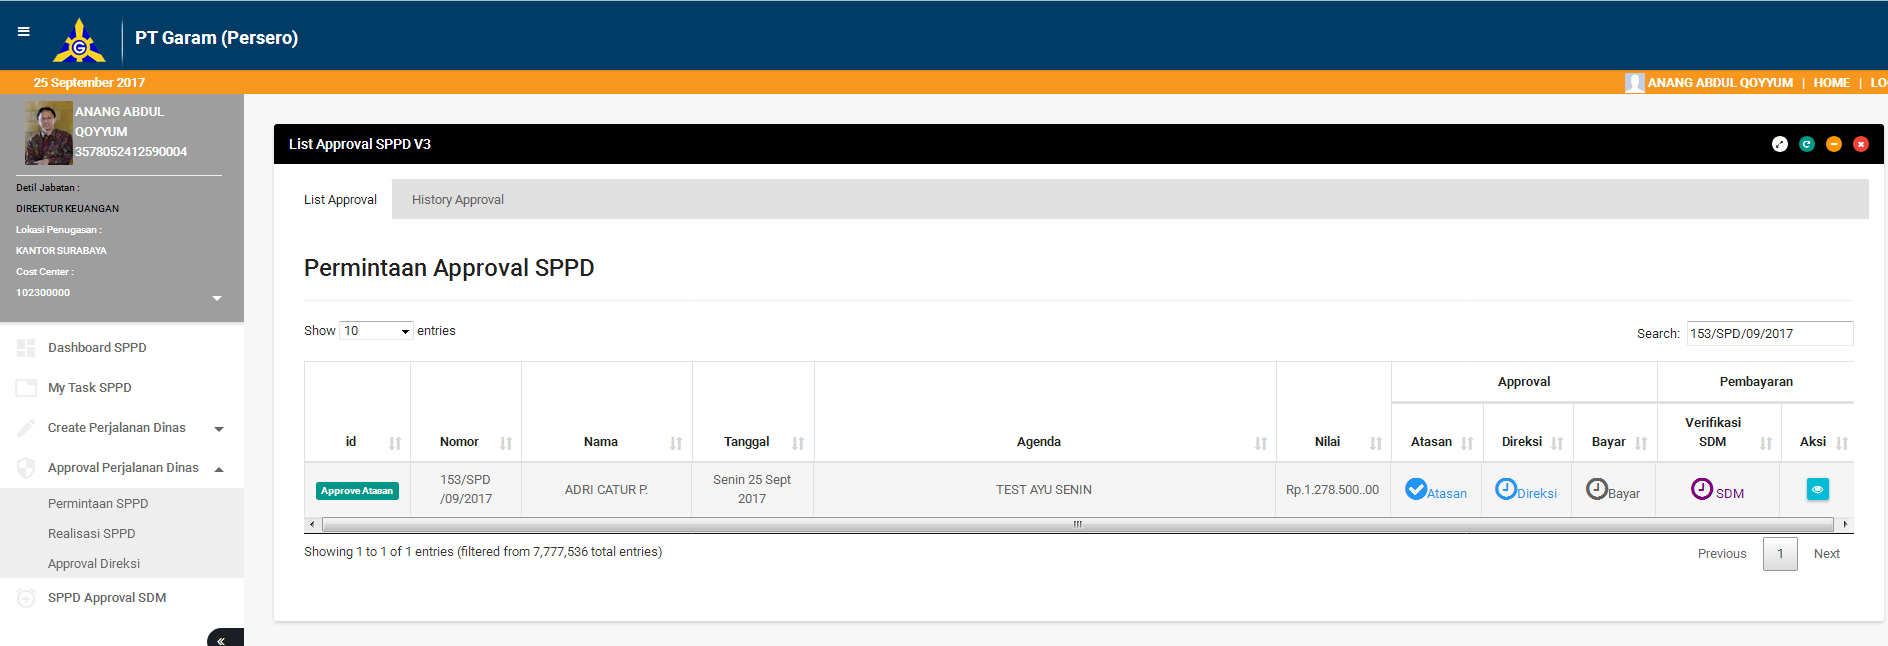 PT Garam (Persero)
25 September 2017
ANANG ABDUL QOYYUM | HOME | LO
ANANG ABDUL
QOYYUM
3578052412590004
Detil Jabatan :
DIREKTUR KEUANGAN
Lokasi Penugasan :
KANTOR SURABAYA
Cost Center :
102300000
Dashboard SPPD
My Task SPPD
Create Perjalanan Dinas
Approval Perjalanan Dinas
Permintaan SPPD
Realisasi SPPD
Approval Direksi
SPPD Approval SDM
List Approval SPPD V3
List Approval
History Approval
Permintaan Approval SPPD
Show 10 entries
Search: 153/SPD/09/2017
Approval
Pembayaran
id
Nomor
Nama
Tanggal
Agenda
Nilai
Atasan
Direksi
Bayar
Verifikasi
SDM
Aksi
Approve Atasan
153/SPD
/09/2017
ADRI CATUR P.
Senin 25 Sept
2017
TEST AYU SENIN
Rp.1.278.500..00
Atasan
Direksi
Bayar
SDM
Showing 1 to 1 of 1 entries (filtered from 7,777,536 total entries)
Previous 1 Next